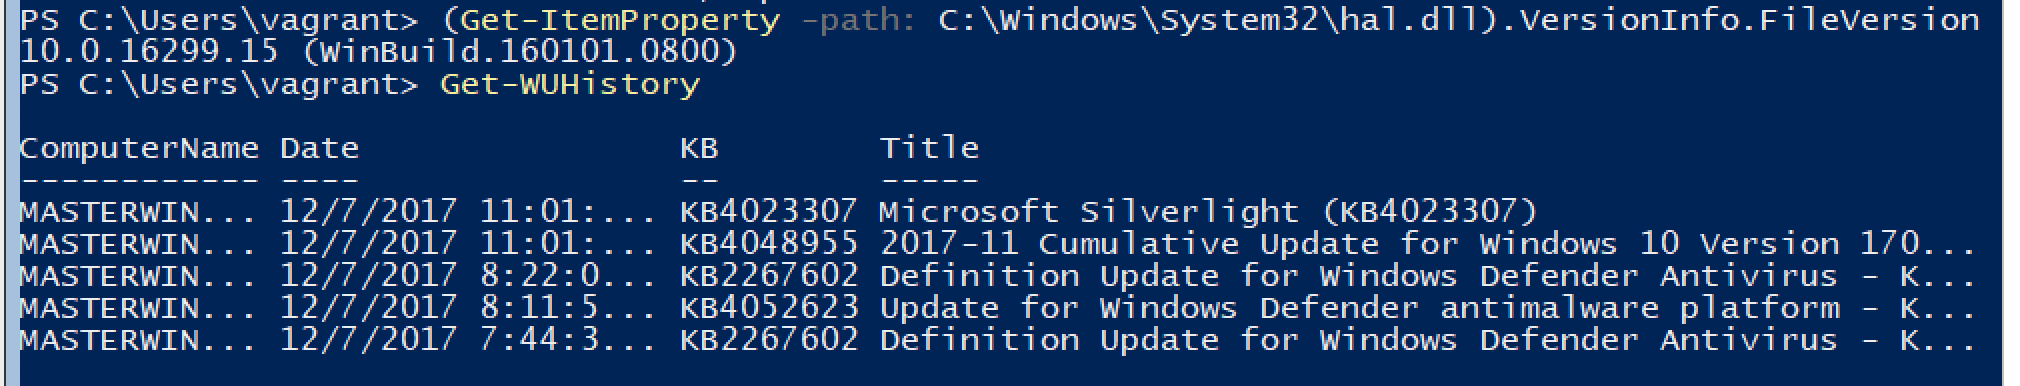 PS C:\Users\vagrant> (Get-ItemProperty -path: C:\Windows\System32\hal.dll).VersionInfo.FileVersion
10.0.16299.15 (WinBuild.160101.0800)
PS C:\Users\vagrant> Get-WUHistory
ComputerName Date                KB        Title
------------ ----                --        -----
MASTERWIN... 12/7/2017 11:01:... KB4023307 Microsoft Silverlight (KB4023307)
MASTERWIN... 12/7/2017 11:01:... KB4048955 2017-11 Cumulative Update for Windows 10 Version 170...
MASTERWIN... 12/7/2017 8:22:0... KB2267602 Definition Update for Windows Defender Antivirus - K...
MASTERWIN... 12/7/2017 8:11:5... KB4052623 Update for Windows Defender antimalware platform - K...
MASTERWIN... 12/7/2017 7:44:3... KB2267602 Definition Update for Windows Defender Antivirus - K...